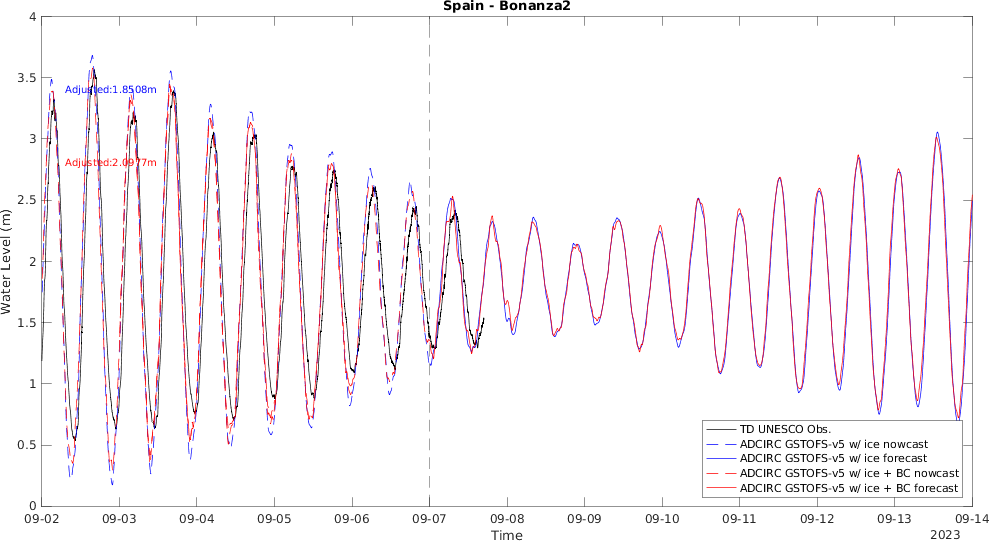 Spain - Bonanza2
4
3.5
3
2.5
2
1.5
1
0.5
0
Water Level (m)
Adjusted:1.8508m
Adjusted:2.0977m
TD UNESCO Obs.
ADCIRC GSTOFS-v5 w/ ice nowcast
ADCIRC GSTOFS-v5 w/ ice forecast
ADCIRC GSTOFS-v5 w/ ice + BC nowcast
ADCIRC GSTOFS-v5 w/ ice + BC forecast
09-02 09-03 09-04 09-05 09-06 09-07 09-08 09-09 09-10 09-11 09-12 09-13 09-14
Time
2023